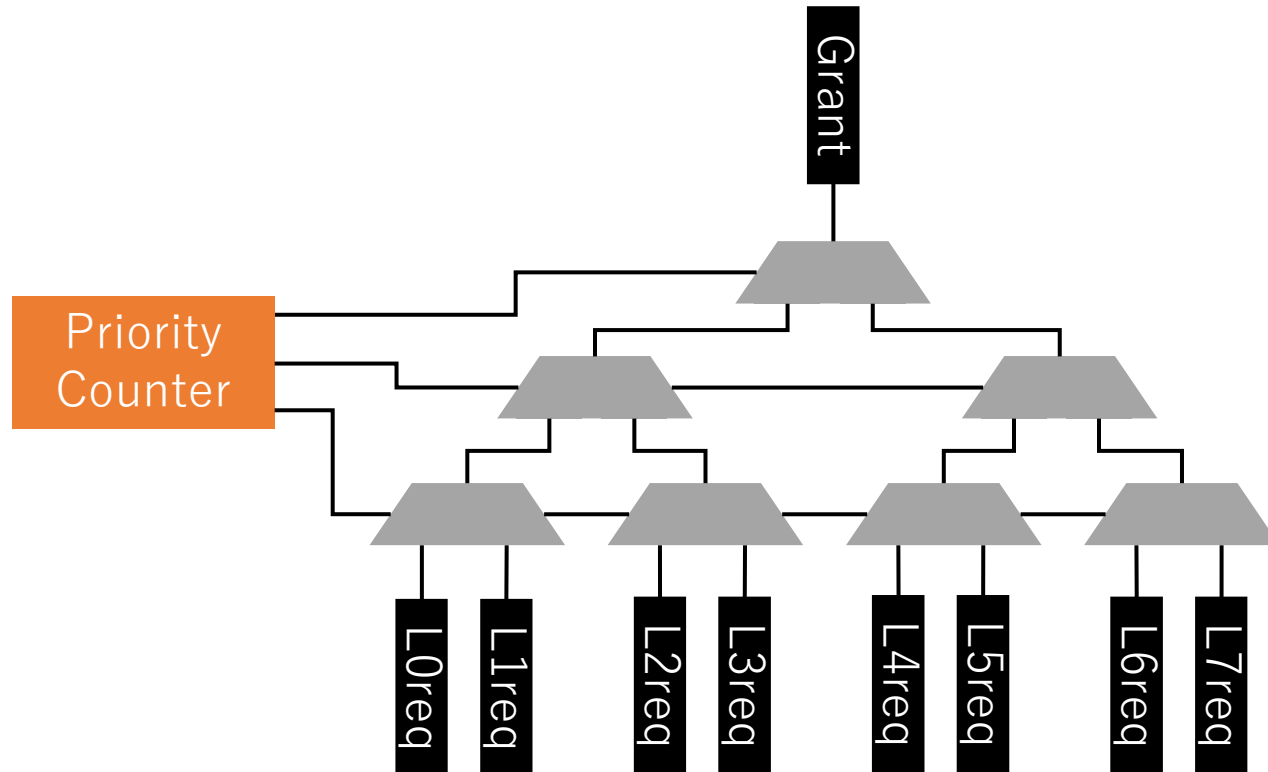 Grant
Priority
Counter
L0req
L1req
L2req
L3req
L4req
L5req
L6req
L7req